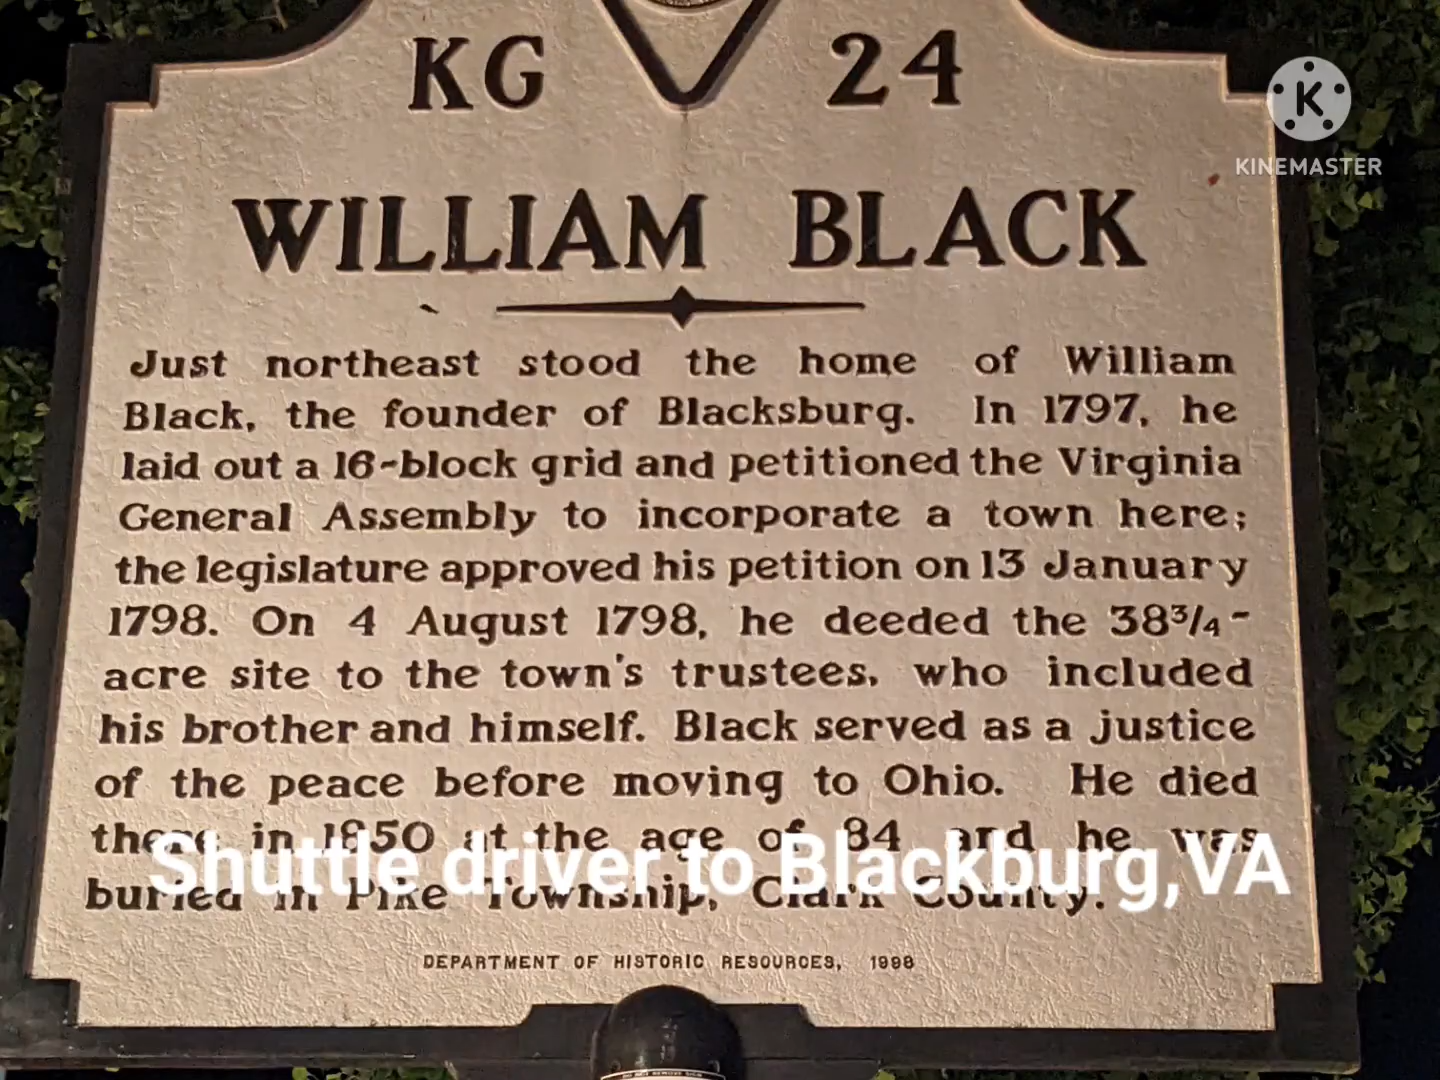 KG 24
KINEMASTER
WILLIAM BLACK
Just northeast stood the home of William
Black, the founder of Blacksburg. In 1797, he
laid out a 16-block grid and petitioned the Virginia
General Assembly to incorporate a town here;
the legislature approved his petition on 13 January
1798. On 4 August 1798, he deeded the 38¾-
acre site to the town's trustees, who included
his brother and himself. Black served as a justice
of the peace before moving to Ohio. He died
there in 1850 at the age of 84 and he was
Shuttle driver to Blackburg,VA
buried in Pike Township, Clark County.
DEPARTMENT OF HISTORIC RESOURCES, 1998